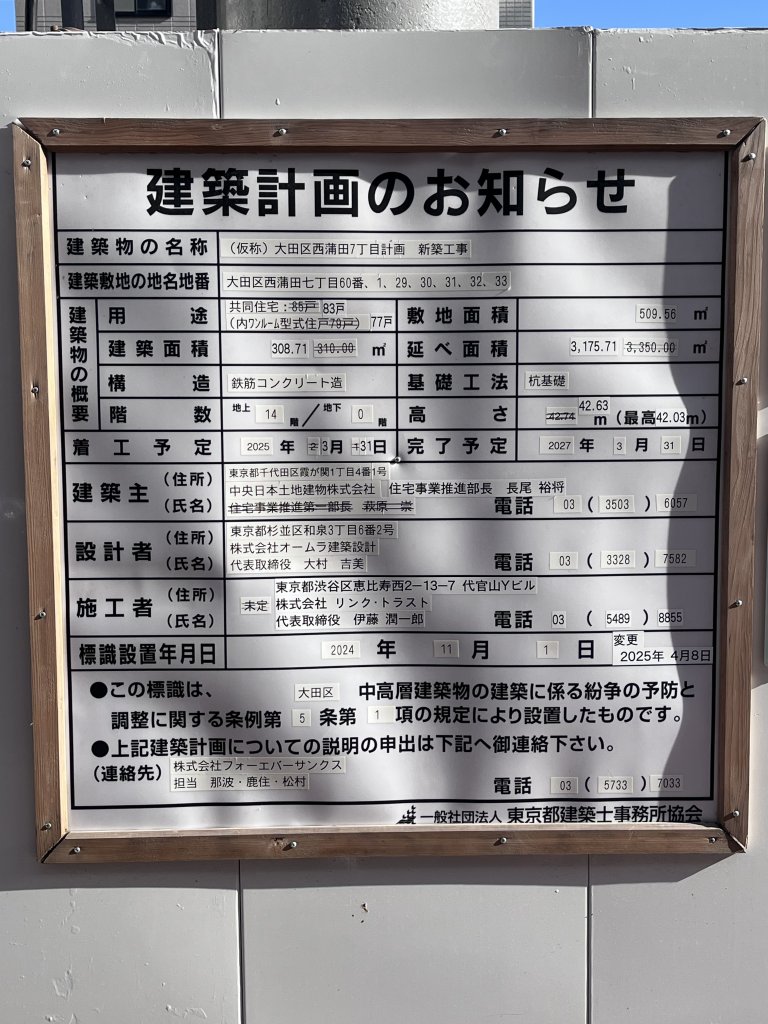 建築計画のお知らせ
建築物の名称 （仮称）大田区西蒲田7丁目計画 新築工事
建築敷地の地名地番 大田区西蒲田七丁目60番、1、29、30、31、32、33
建築物の概要
用途 共同住宅：85戸 83戸
（内ワンルーム型式住戸79戸） 77戸
敷地面積 509.56 ㎡
建築面積 308.71 310.00 ㎡ 延べ面積 3,175.71 3,350.00 ㎡
構造 鉄筋コンクリート造 基礎工法 杭基礎
階数 地上 14 階／地下 0 階 高さ 42.74 42.63 m（最高42.03m）
着工予定 2025 年 2 3月 1 31日 完了予定 2027 年 3 月 31 日
建築主（住所） 東京都千代田区霞が関1丁目4番1号
中央日本土地建物株式会社 住宅事業推進部長 長尾 裕将
（氏名） 住宅事業推進第一部長 萩原 崇 電話 03 （ 3503 ） 6057
設計者（住所） 東京都杉並区和泉3丁目6番2号
株式会社オームラ建築設計
（氏名） 代表取締役 大村 吉美 電話 03 （ 3328 ） 7582
施工者（住所） 東京都渋谷区恵比寿西2－13－7 代官山Yビル
未定 株式会社 リンク・トラスト
（氏名） 代表取締役 伊藤 潤一郎 電話 03 （ 5489 ） 8855
標識設置年月日 2024 年 11 月 1 日 変更
2025年 4月8日
●この標識は、 大田区 中高層建築物の建築に係る紛争の予防と
調整に関する条例第 5 条第 1 項の規定により設置したものです。
●上記建築計画についての説明の申出は下記へ御連絡下さい。
（連絡先） 株式会社フォーエバーサンクス
担当 那波・鹿住・松村 電話 03 （ 5733 ） 7033
一般社団法人 東京都建築士事務所協会